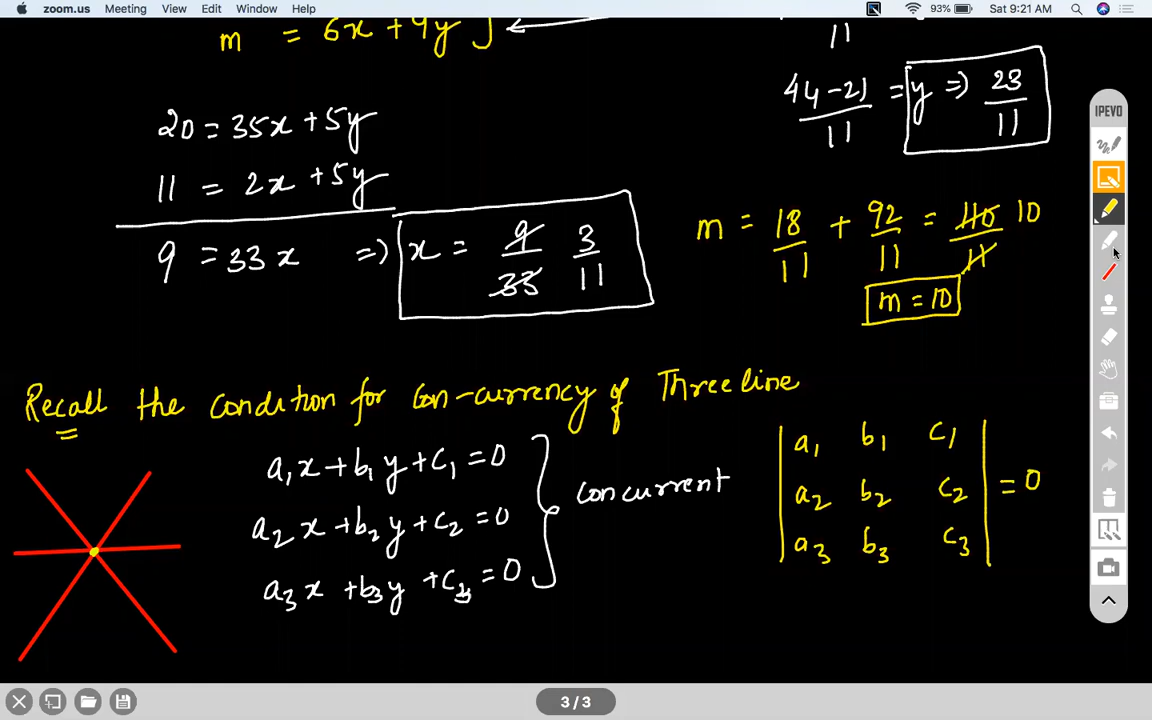 zoom.us Meeting View Edit Window Help 93% Sat 9:21 AM
m = 6x + 4y
11
44-21/11 = y => 23/11
IPEVO
20 = 35x + 5y
11 = 2x + 5y
9 = 33x => x = 9/33 3/11
m = 18/11 + 92/11 = 110/11 10
m = 10
Recall the condition for Con-currency of Three line
a₁x + b₁y + c₁ = 0
a₂x + b₂y + c₂ = 0
a₃x + b₃y + c₃ = 0
concurrent
a₁ b₁ c₁
a₂ b₂ c₂ = 0
a₃ b₃ c₃
3/3